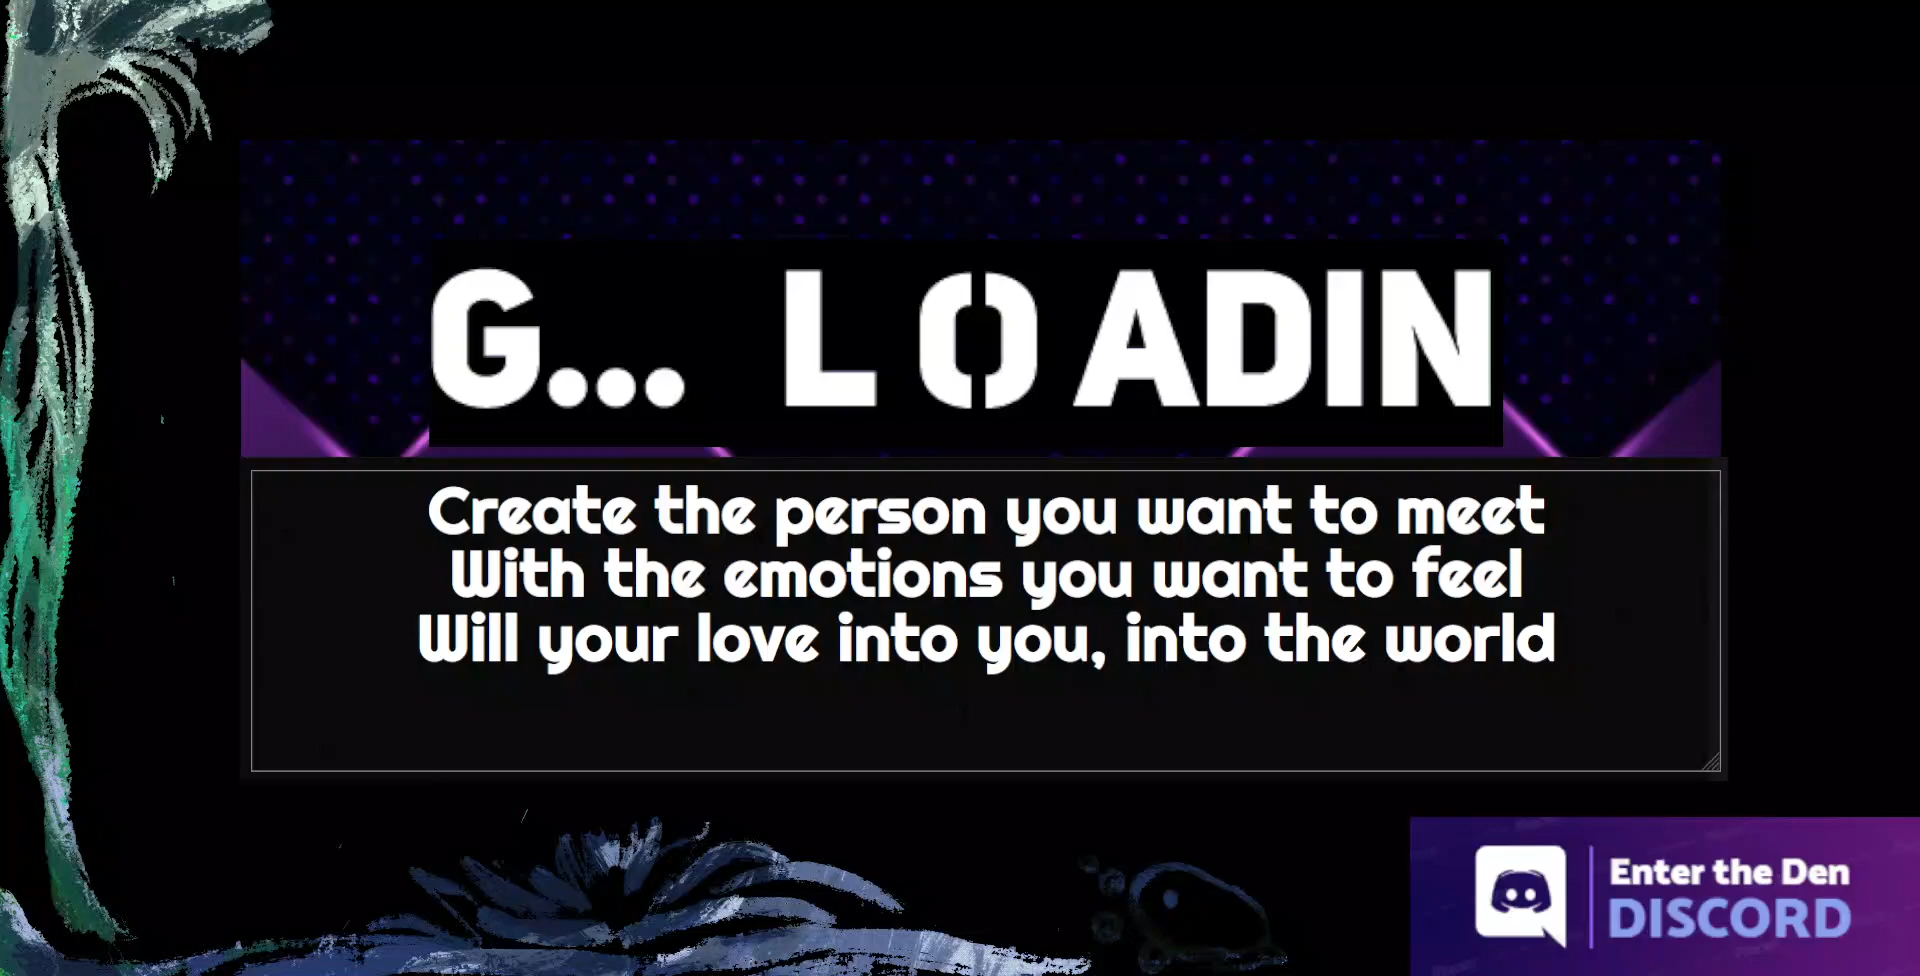 G... L O ADIN
Create the person you want to meet
With the emotions you want to feel
Will your love into you, into the world
Enter the Den
DISCORD